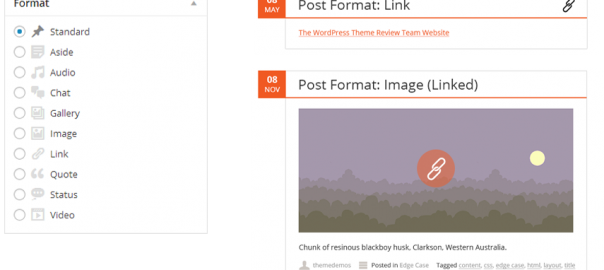 Format
Standard
Aside
Audio
Chat
Gallery
Image
Link
Quote
Status
Video
08
MAY
Post Format: Link
The WordPress Theme Review Team Website
08
NOV
Post Format: Image (Linked)
Chunk of resinous blackboy husk, Clarkson, Western Australia.
themedemos Posted in Edge Case Tagged content, css, edge case, html, layout, title